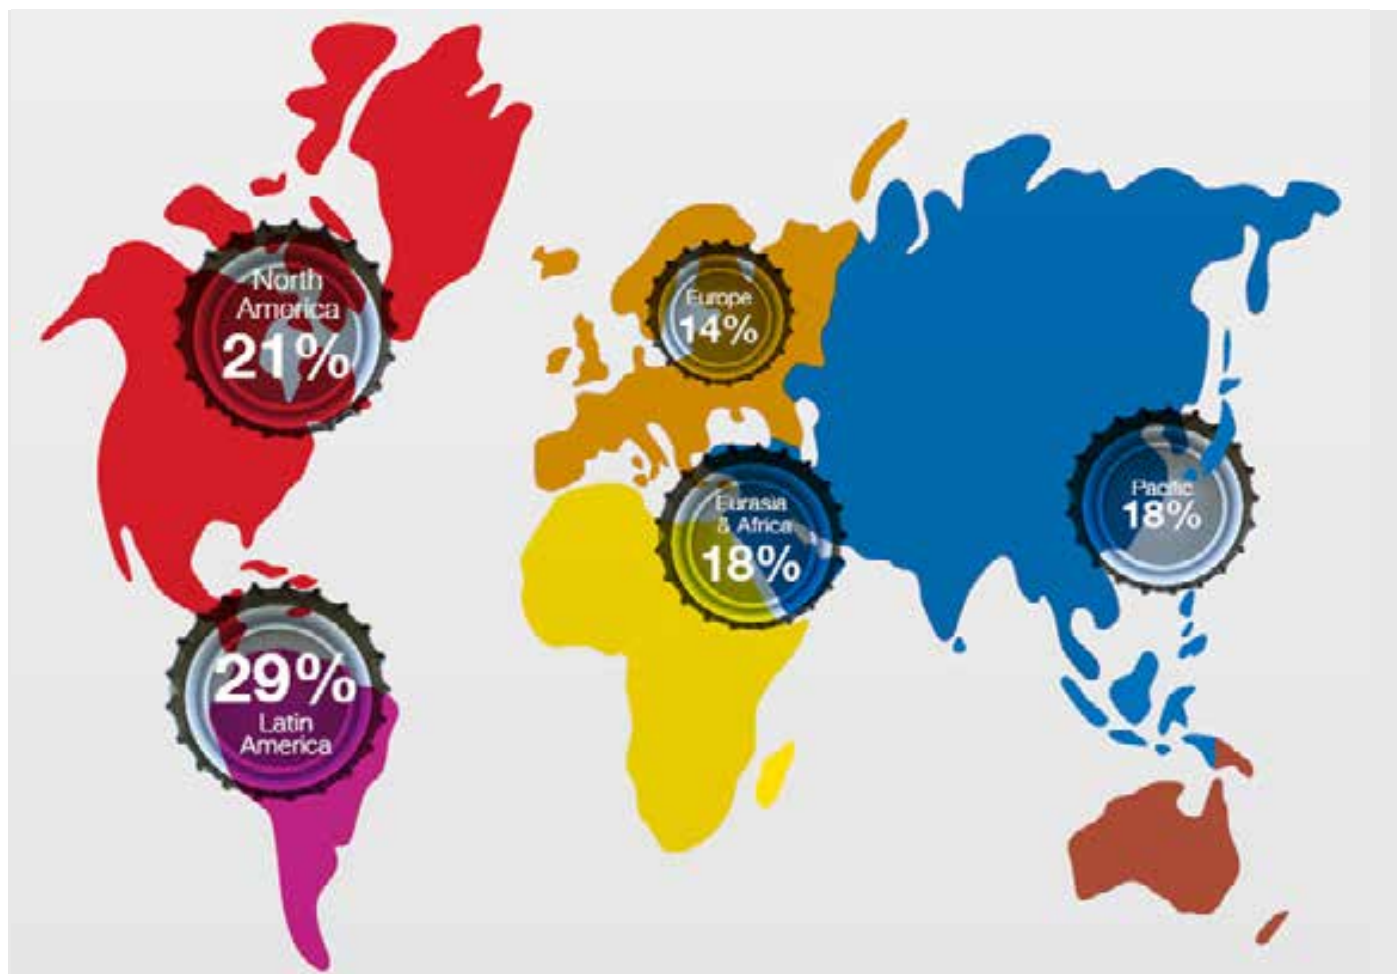 North
America
21%
Europe
14%
Eurasia
& Africa
18%
Pacific
18%
29%
Latin
America